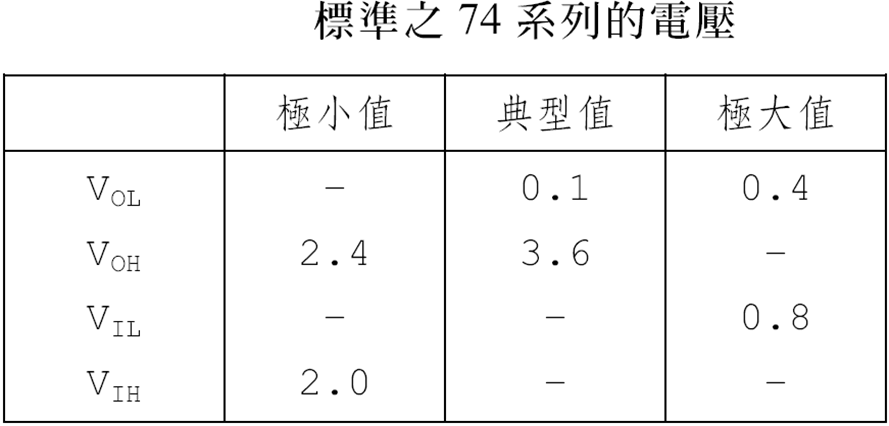 標準之 74 系列的電壓
極小值 典型值 極大值
VOL – 0.1 0.4
VOH 2.4 3.6 –
VIL – – 0.8
VIH 2.0 – –